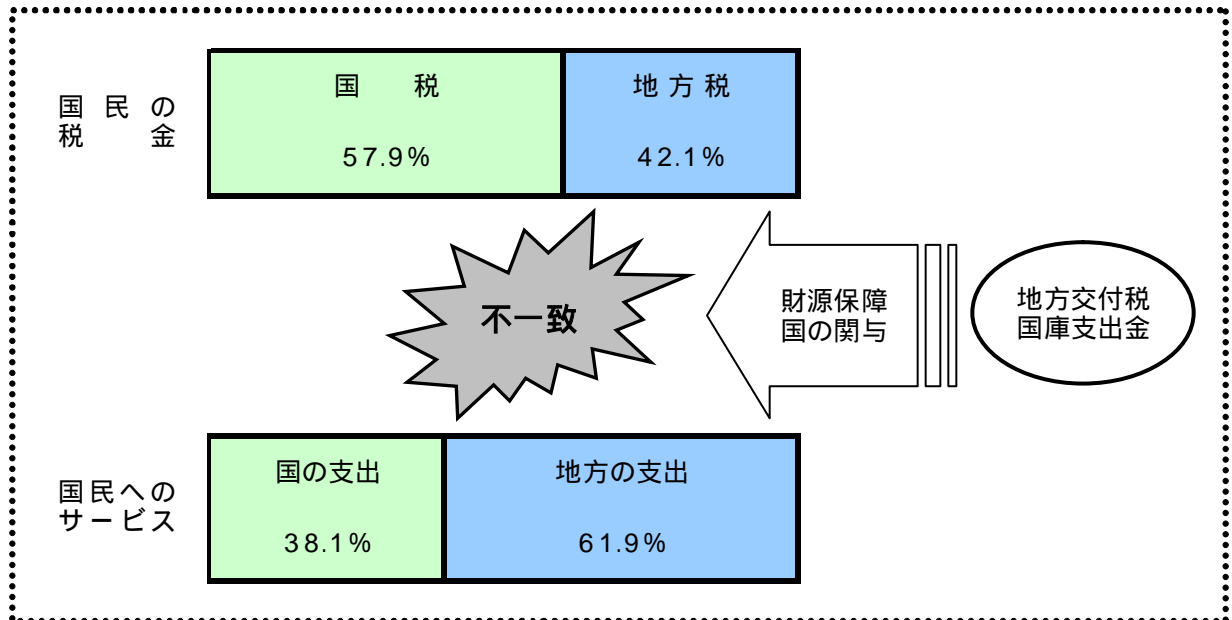 国民の
税金
国税
地方税
57.9%
42.1%
不一致
財源保障
国の関与
地方交付税
国庫支出金
国民への
サービス
国の支出
地方の支出
38.1%
61.9%